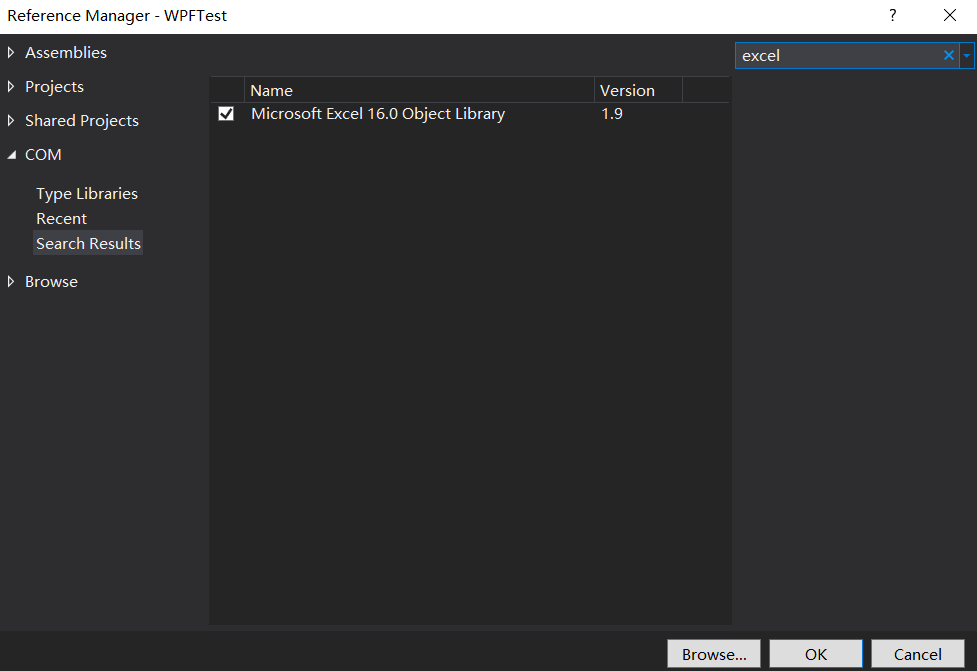 Reference Manager - WPFTest
?
Assemblies
Projects
Shared Projects
COM
Type Libraries
Recent
Search Results
Browse
Name Version
Microsoft Excel 16.0 Object Library 1.9
excel
Browse... OK Cancel